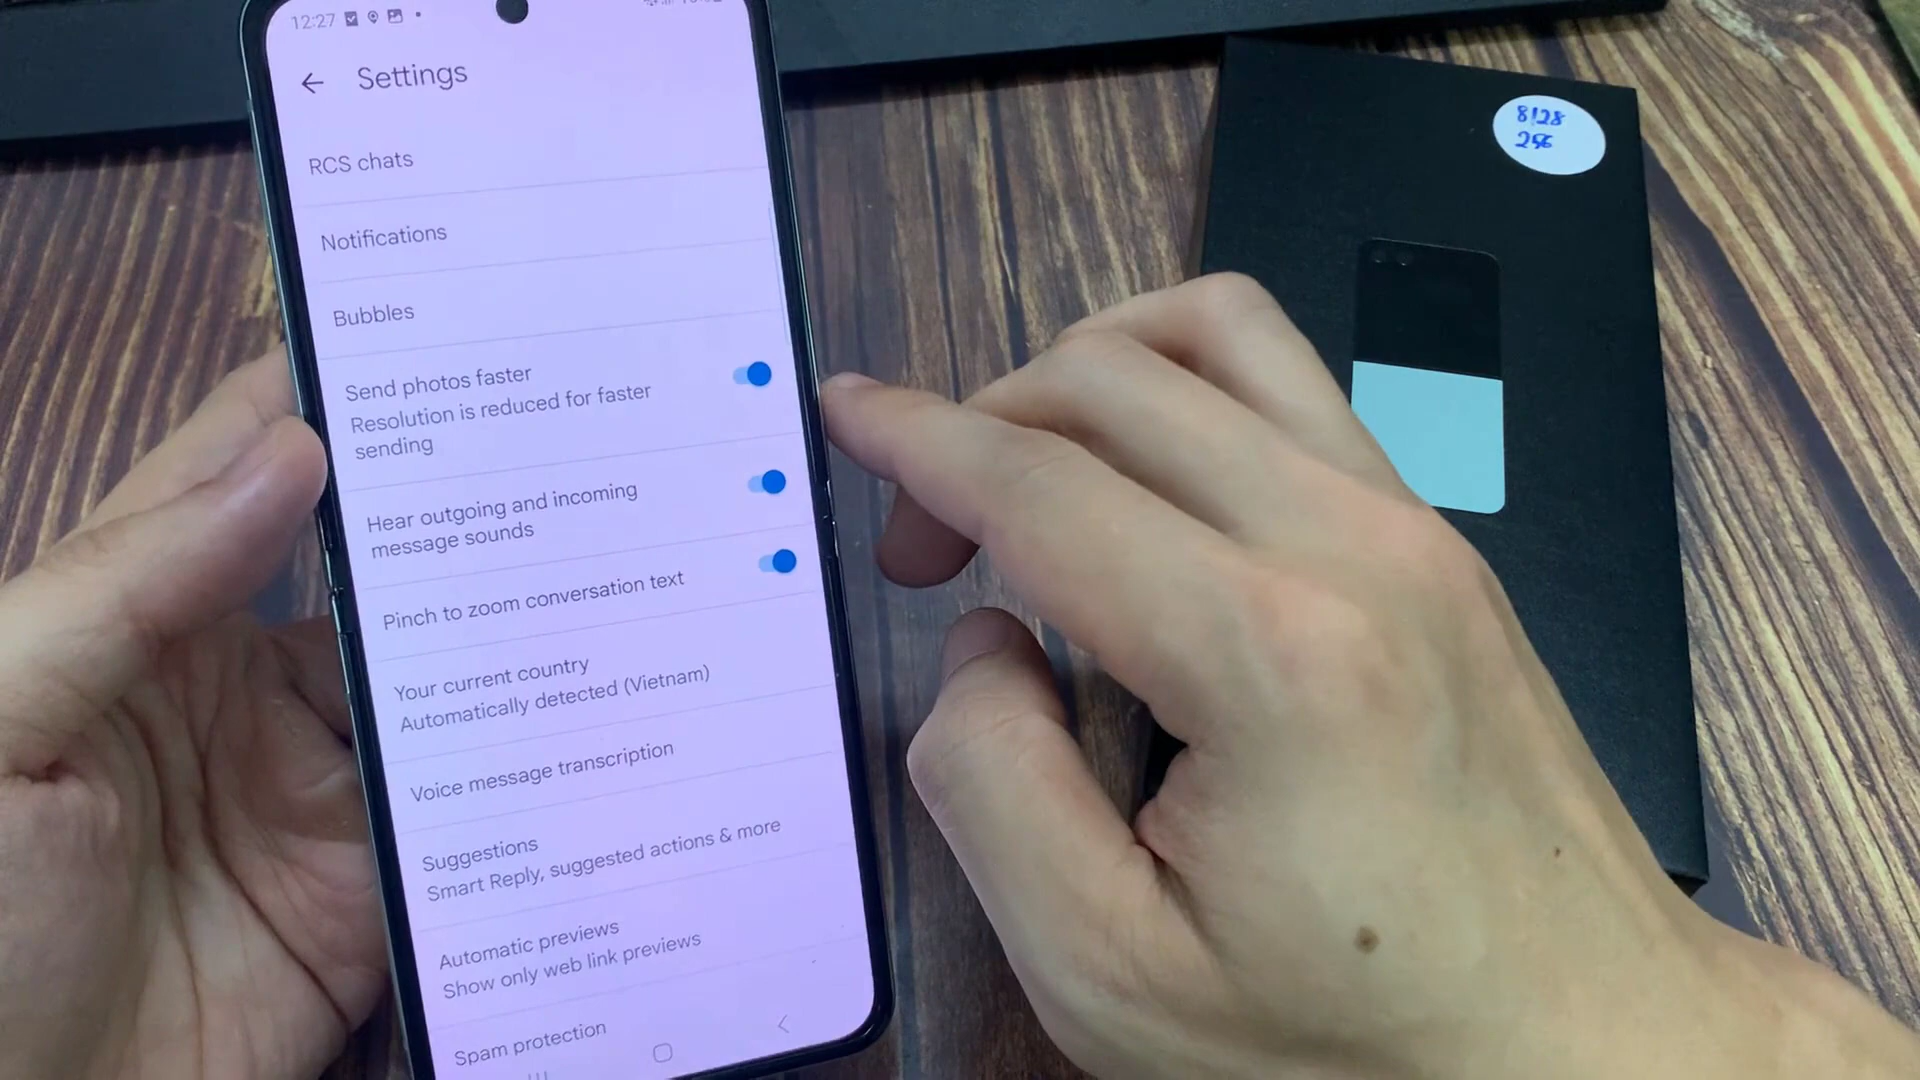 12:27
Settings
RCS chats
Notifications
Bubbles
Send photos faster
Resolution is reduced for faster
sending
Hear outgoing and incoming
message sounds
Pinch to zoom conversation text
Your current country
Automatically detected (Vietnam)
Voice message transcription
Suggestions
Smart Reply, suggested actions & more
Automatic previews
Show only web link previews
Spam protection
8128
256